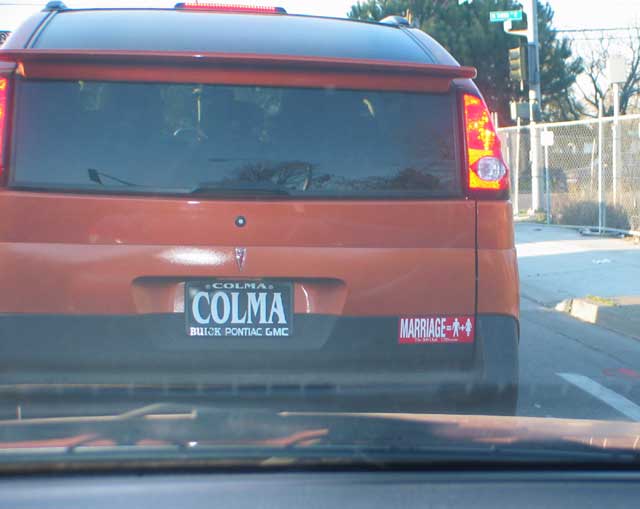 COLMA
COLMA
BUICK PONTIAC GMC
MARRIAGE=+